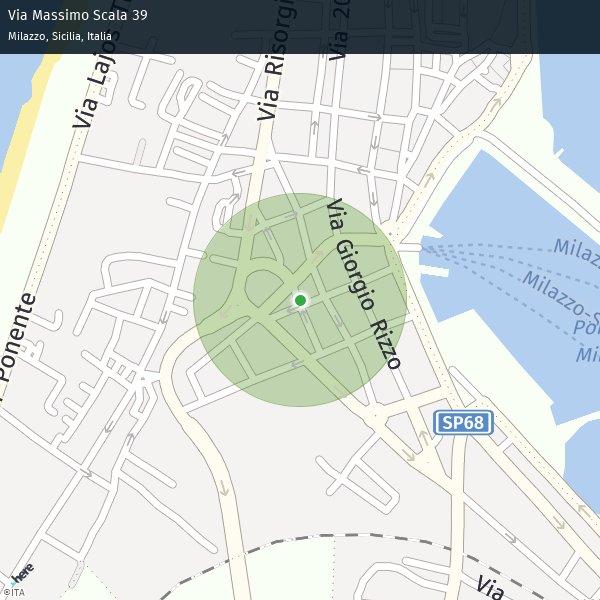 Via Massimo Scala 39
Milazzo, Sicilia, Italia
Via Lajos
Via Risorgi
Via 20
Via Giorgio Rizzo
Milazzo
Milazzo-S
Po
Mi
Ponente
SP68
Via
here
©ITA